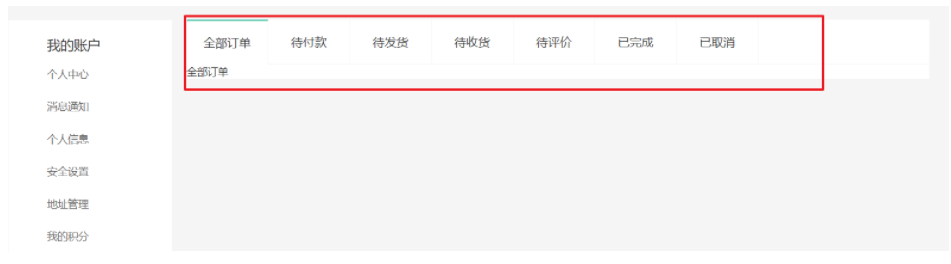 我的账户
个人中心
消息通知
个人信息
安全设置
地址管理
我的积分
全部订单 待付款 待发货 待收货 待评价 已完成 已取消
全部订单